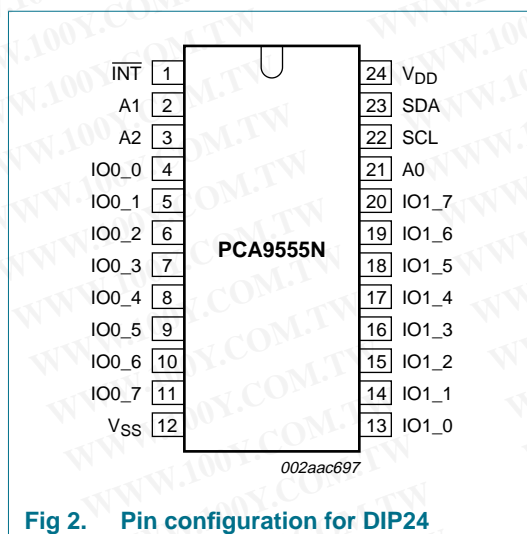 INT 1 24 VDD
A1 2 23 SDA
A2 3 22 SCL
IO0_0 4 21 A0
IO0_1 5 20 IO1_7
IO0_2 6 19 IO1_6
IO0_3 7 18 IO1_5
IO0_4 8 17 IO1_4
IO0_5 9 16 IO1_3
IO0_6 10 15 IO1_2
IO0_7 11 14 IO1_1
VSS 12 13 IO1_0
PCA9555N
002aac697
Fig 2. Pin configuration for DIP24
WWW.100Y.COM.TW